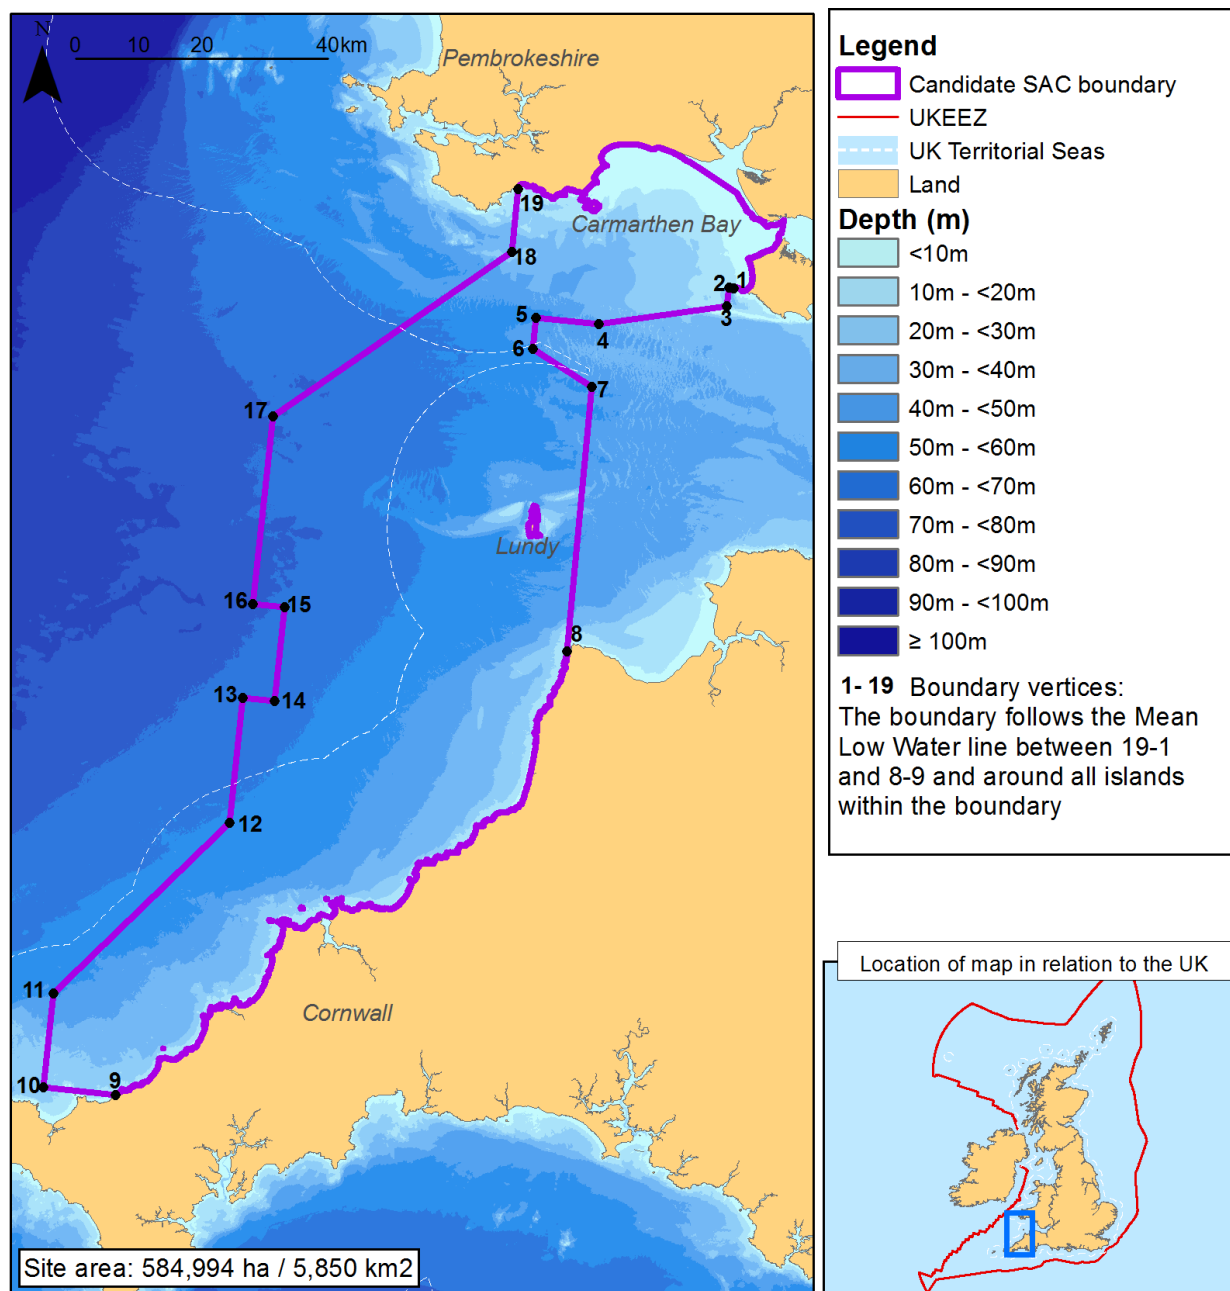 N
0 10 20 40km
Pembrokeshire
19
Carmarthen Bay
18
2 1
3
5
4
6
7
17
Lundy
16 15
8
13 14
12
11
Cornwall
10 9
Site area: 584,994 ha / 5,850 km2
Legend
Candidate SAC boundary
UKEEZ
UK Territorial Seas
Land
Depth (m)
<10m
10m - <20m
20m - <30m
30m - <40m
40m - <50m
50m - <60m
60m - <70m
70m - <80m
80m - <90m
90m - <100m
≥ 100m
1- 19 Boundary vertices:
The boundary follows the Mean
Low Water line between 19-1
and 8-9 and around all islands
within the boundary
Location of map in relation to the UK